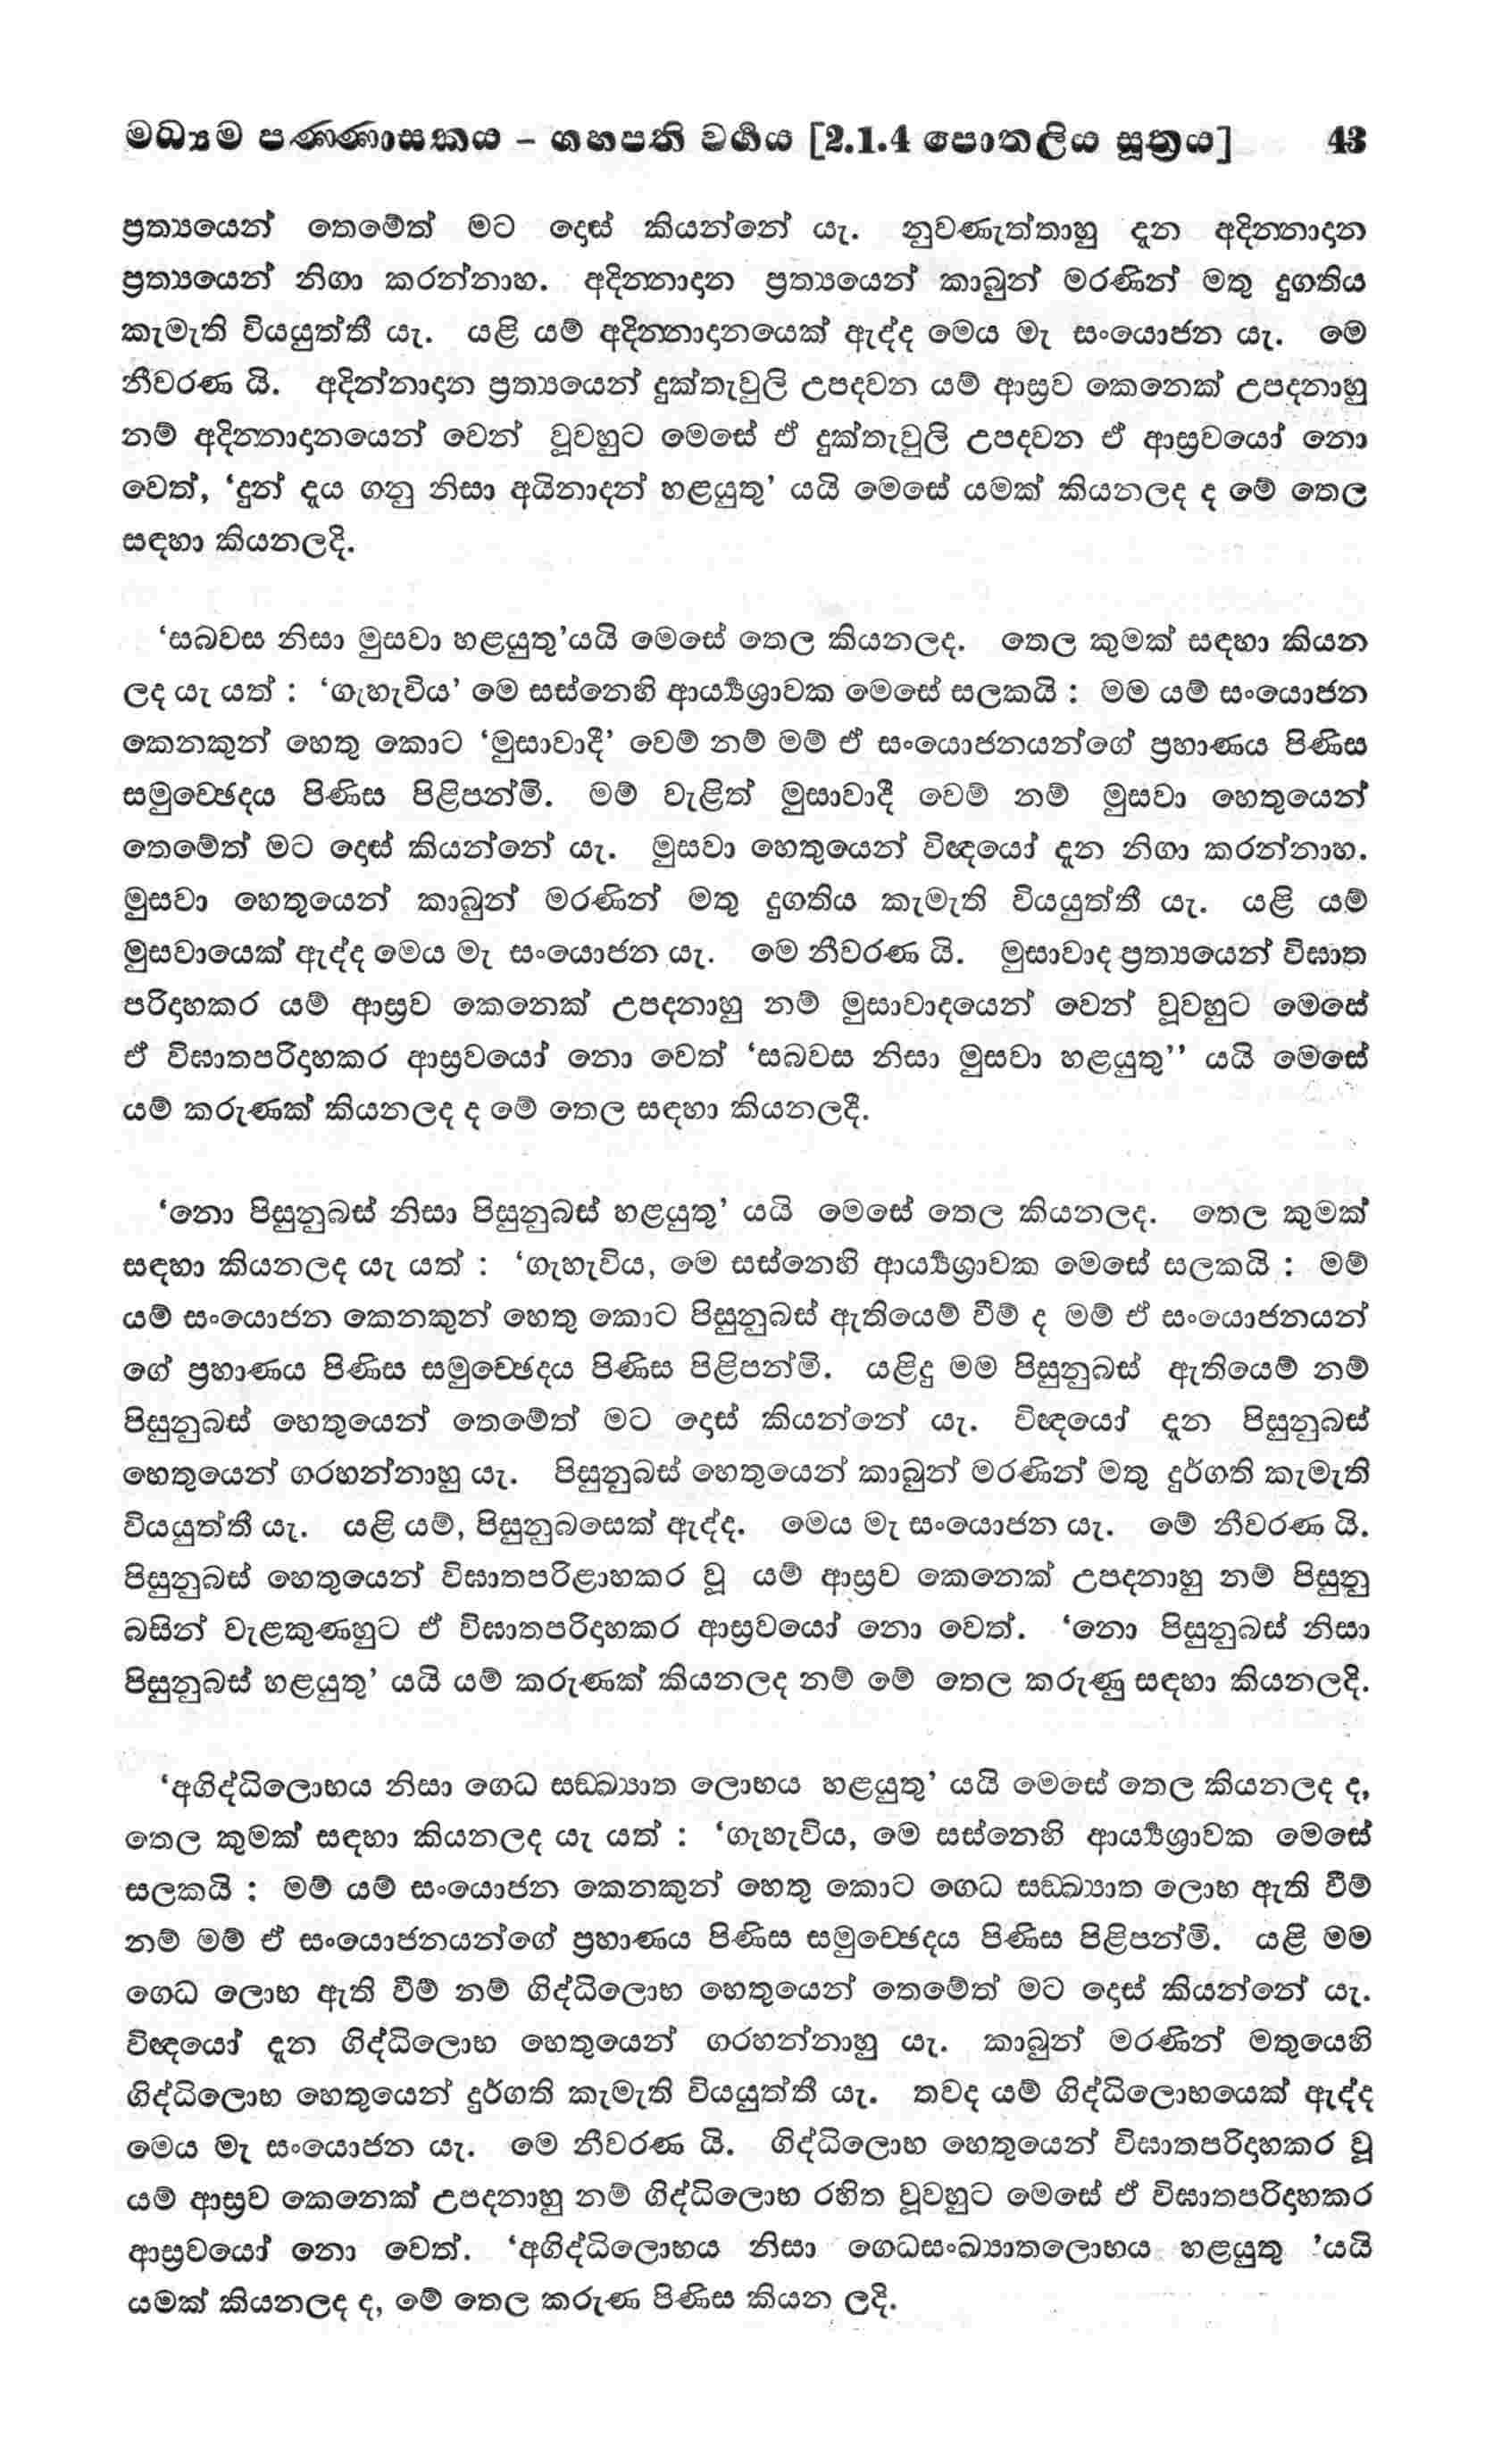 මධ්‍යම පණ්ණාසකය – ගහපති වර්‍ගය [2.1.4 පොතලිය සූත්‍රය] 43
ප්‍රත්‍යයෙන් තෙමේත් මට දොස් කියන්නේ යැ. නුවණැත්තාහු දැන අදින්නාදාන
ප්‍රත්‍යයෙන් නිගා කරන්නාහ. අදින්නාදාන ප්‍රත්‍යයෙන් කාබුන් මරණින් මතු දුගතිය
කැමැති වියයුත්තී යැ. යළි යම් අදින්නාදානයෙක් ඇද්ද මෙය මැ සංයොජන යැ. මෙ
නීවරණ යි. අදින්නාදාන ප්‍රත්‍යයෙන් දුක්තැවුලි උපදවන යම් ආස්‍රව කෙනෙක් උපදනාහු
නම් අදින්නාදානයෙන් වෙන් වූවහුට මෙසේ ඒ දුක්තැවුලි උපදවන ඒ ආස්‍රවයෝ නො
වෙත්, ‘දුන් දැය ගනු නිසා අයිනාදන් හළයුතු’ යයි මෙසේ යමක් කියනලද ද මේ තෙල
සඳහා කියනලදි.
‘සබවස නිසා මුසවා හළයුතු’යයි මෙසේ තෙල කියනලද. තෙල කුමක් සඳහා කියන
ලද යැ යත් : ‘ගැහැවිය’ මෙ සස්නෙහි ආර්‍ය්‍යශ්‍රාවක මෙසේ සලකයි : මම යම් සංයොජන
කෙනකුන් හෙතු කොට ‘මුසාවාදී’ වෙම් නම් මම් ඒ සංයොජනයන්ගේ ප්‍රහාණය පිණිස
සමුච්ඡෙදය පිණිස පිළිපන්මි. මම් වැළිත් මුසාවාදී වෙම් නම් මුසවා හෙතුයෙන්
තෙමේත් මට දොස් කියන්නේ යැ. මුසවා හෙතුයෙන් විඥයෝ දැන නිගා කරන්නාහ.
මුසවා හෙතුයෙන් කාබුන් මරණින් මතු දුගතිය කැමැති වියයුත්තී යැ. යළි යම්
මුසවායෙක් ඇද්ද මෙය මැ සංයොජන යැ. මෙ නීවරණ යි. මුසාවාද ප්‍රත්‍යයෙන් විඝාත
පරිදාහකර යම් ආස්‍රව කෙනෙක් උපදනාහු නම් මුසාවාදයෙන් වෙන් වූවහුට මෙසේ
ඒ විඝාතපරිදාහකර ආස්‍රවයෝ නො වෙත් ‘සබවස නිසා මුසවා හළයුතු’’ යයි මෙසේ
යම් කරුණක් කියනලද ද මේ තෙල සඳහා කියනලදී.
‘නො පිසුනුබස් නිසා පිසුනුබස් හළයුතු’ යයි මෙසේ තෙල කියනලද. තෙල කුමක්
සඳහා කියනලද යැ යත් : ‘ගැහැවිය, මෙ සස්නෙහි ආර්‍ය්‍යශ්‍රාවක මෙසේ සලකයි : මම්
යම් සංයොජන කෙනකුන් හෙතු කොට පිසුනුබස් ඇතියෙම් වීම් ද මම් ඒ සංයොජනයන්
ගේ ප්‍රහාණය පිණිස සමුච්ඡෙදය පිණිස පිළිපන්මි. යළිදු මම පිසුනුබස් ඇතියෙම් නම්
පිසුනුබස් හෙතුයෙන් තෙමේත් මට දොස් කියන්නේ යැ. විඥයෝ දැන පිසුනුබස්
හෙතුයෙන් ගරහන්නාහු යැ. පිසුනුබස් හෙතුයෙන් කාබුන් මරණින් මතු දුර්ගති කැමැති
වියයුත්තී යැ. යළි යම්, පිසුනුබසෙක් ඇද්ද. මෙය මැ සංයොජන යැ. මේ නීවරණ යි.
පිසුනුබස් හෙතුයෙන් විඝාතපරිළාහකර වූ යම් ආස්‍රව කෙනෙක් උපදනාහු නම් පිසුනු
බසින් වැළකුණහුට ඒ විඝාතපරිදාහකර ආස්‍රවයෝ නො වෙත්. ‘නො පිසුනුබස් නිසා
පිසුනුබස් හළයුතු’ යයි යම් කරුණක් කියනලද නම් මේ තෙල කරුණු සඳහා කියනලදි.
‘අගිද්ධිලොභය නිසා ගෙධ සඞ්ඛ්‍යාත ලොභය හළයුතු’ යයි මෙසේ තෙල කියනලද ද,
තෙල කුමක් සඳහා කියනලද යැ යත් : ‘ගැහැවිය, මෙ සස්නෙහි ආර්‍ය්‍යශ්‍රාවක මෙසේ
සලකයි : මම් යම් සංයොජන කෙනකුන් හෙතු කොට ගෙධ සඞ්ඛ්‍යාත ලොභ ඇති වීම්
නම් මම් ඒ සංයොජනයන්ගේ ප්‍රහාණය පිණිස සමුච්ඡෙදය පිණිස පිළිපන්මි. යළි මම
ගෙධ ලොභ ඇති වීම් නම් ගිද්ධිලොභ හෙතුයෙන් තෙමේත් මට දොස් කියන්නේ යැ.
විඥයෝ දැන ගිද්ධිලොභ හෙතුයෙන් ගරහන්නාහු යැ. කාබුන් මරණින් මතුයෙහි
ගිද්ධිලොභ හෙතුයෙන් දුර්ගති කැමැති වියයුත්තී යැ. තවද යම් ගිද්ධිලොභයෙක් ඇද්ද
මෙය මැ සංයොජන යැ. මෙ නීවරණ යි. ගිද්ධිලොභ හෙතුයෙන් විඝාතපරිදාහකර වූ
යම් ආස්‍රව කෙනෙක් උපදනාහු නම් ගිද්ධිලොභ රහිත වූවහුට මෙසේ ඒ විඝාතපරිදාහකර
ආස්‍රවයෝ නො වෙත්. ‘අගිද්ධිලොභය නිසා ගෙධසංඛ්‍යාතලොභය හළයුතු ’යයි
යමක් කියනලද ද, මේ තෙල කරුණ පිණිස කියන ලදි.